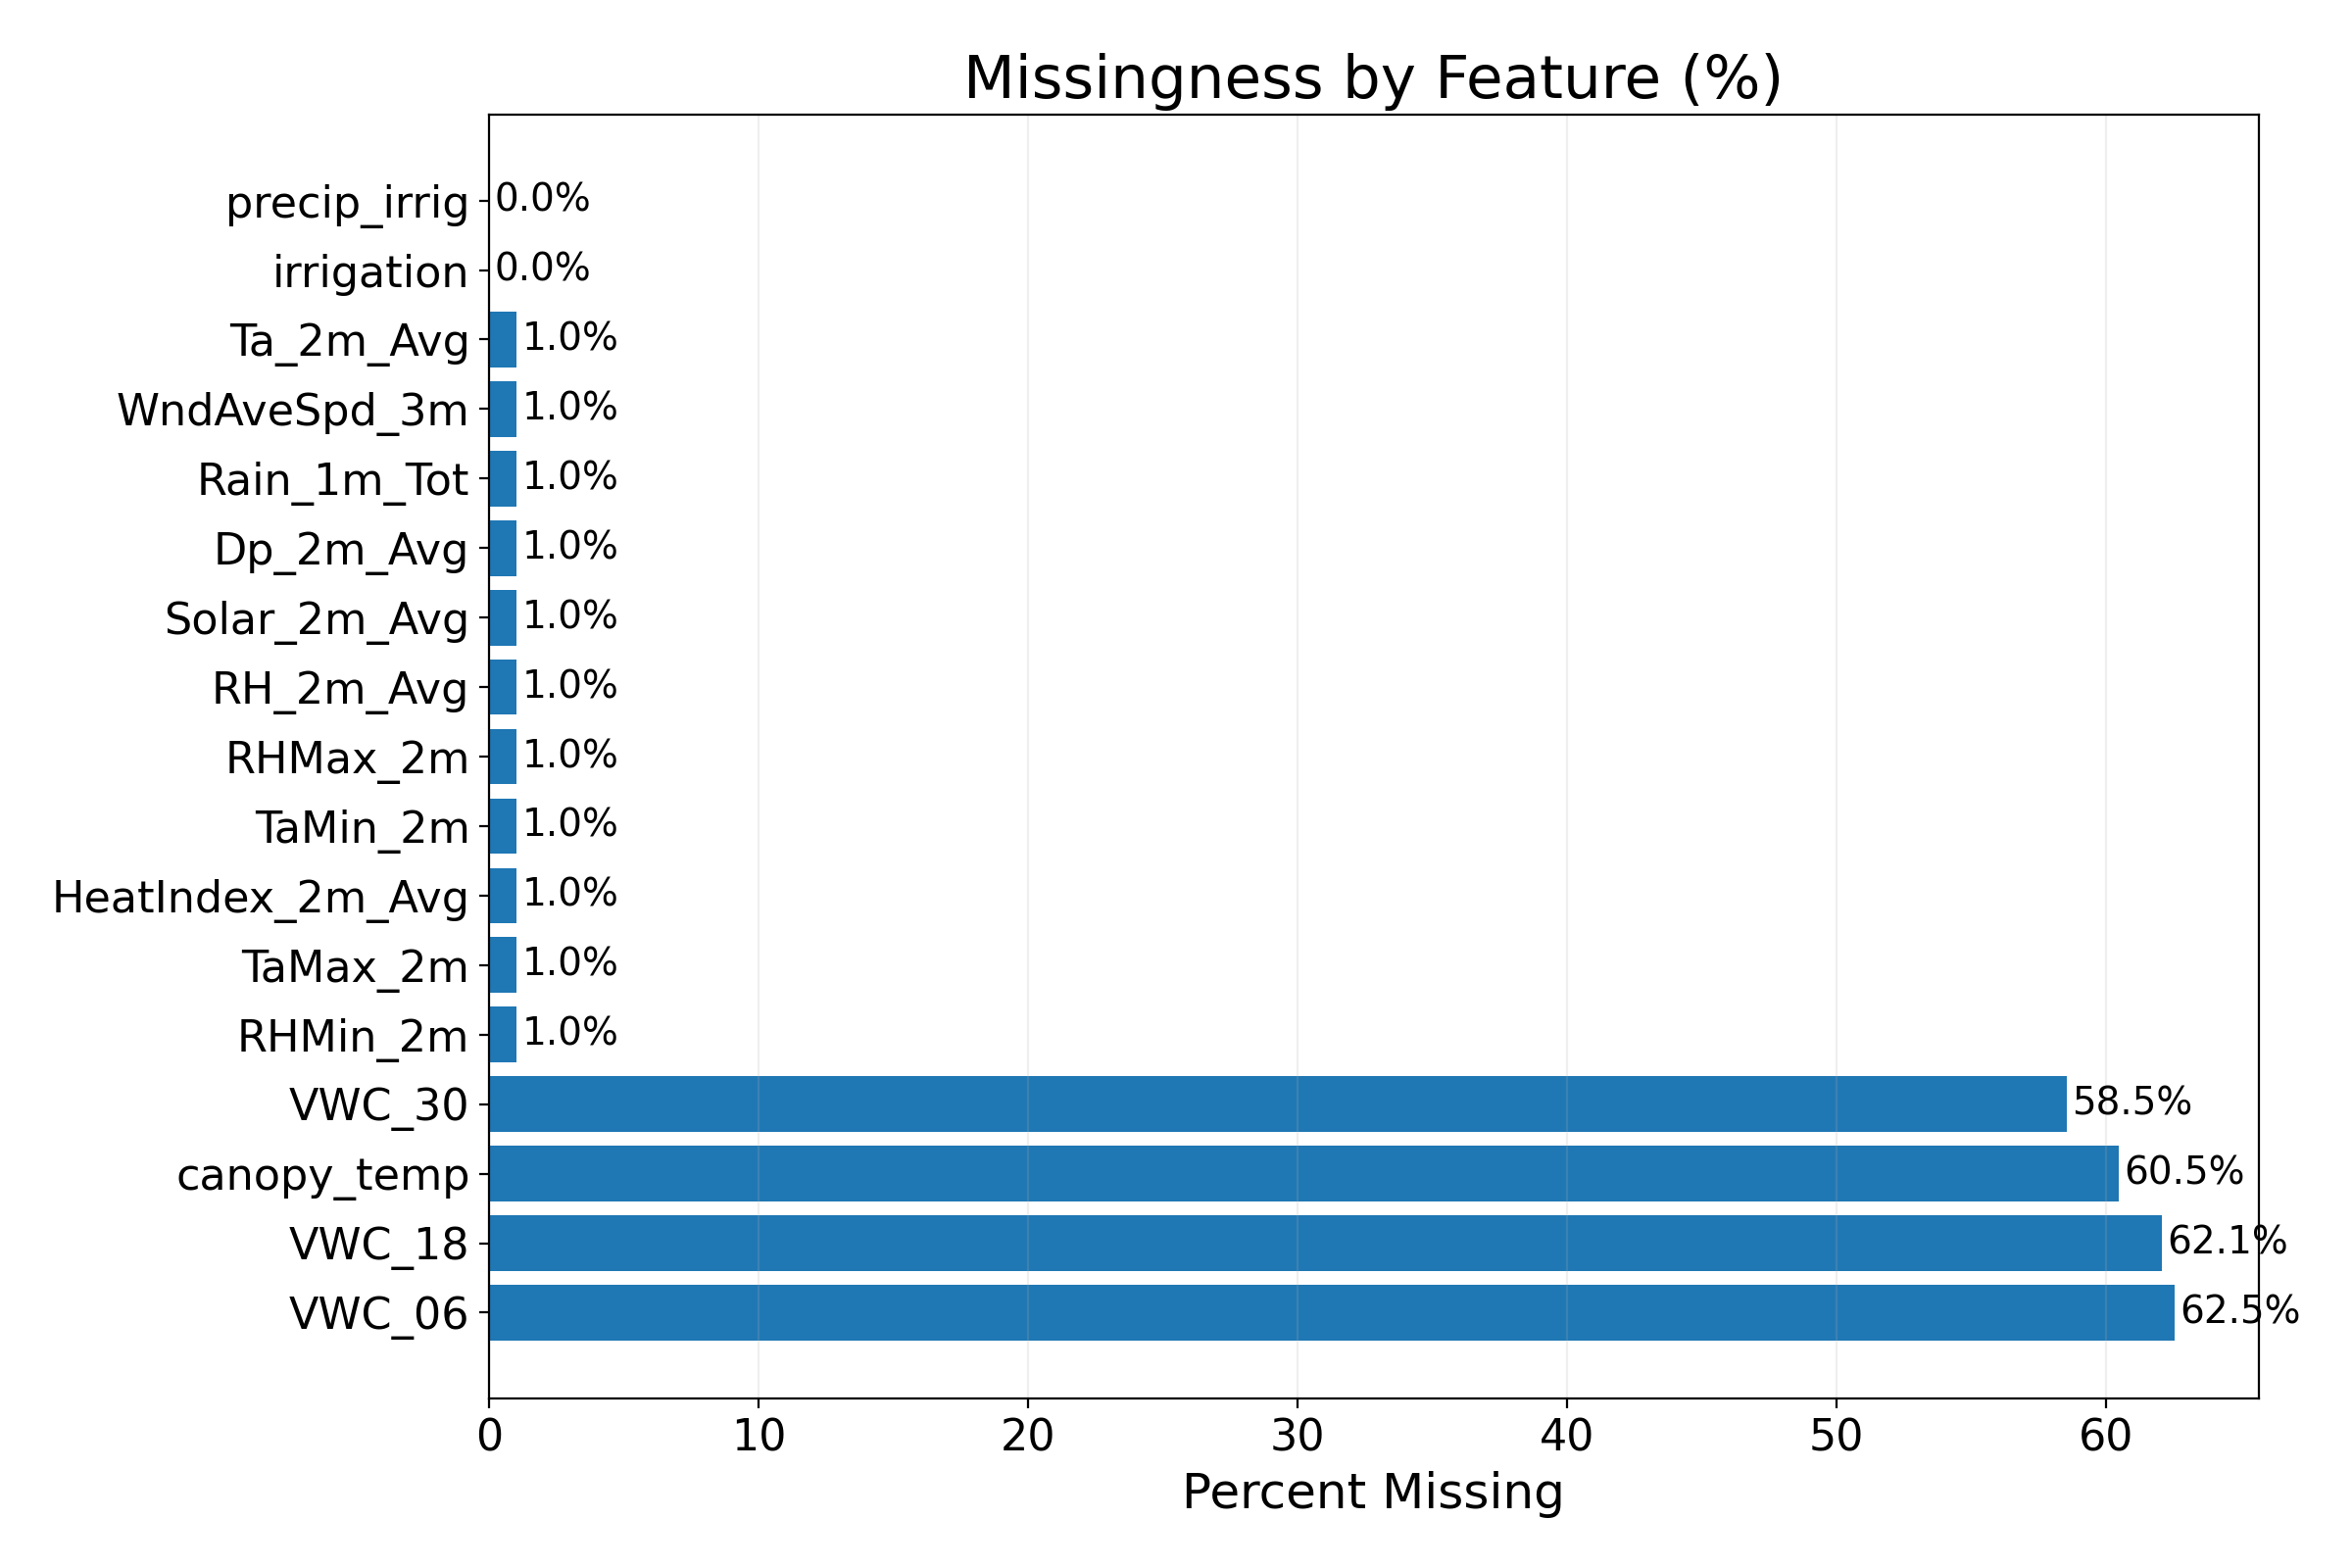 Missingness by Feature (%)
precip_irrig 0.0%
irrigation 0.0%
Ta_2m_Avg 1.0%
WndAveSpd_3m 1.0%
Rain_1m_Tot 1.0%
Dp_2m_Avg 1.0%
Solar_2m_Avg 1.0%
RH_2m_Avg 1.0%
RHMax_2m 1.0%
TaMin_2m 1.0%
HeatIndex_2m_Avg 1.0%
TaMax_2m 1.0%
RHMin_2m 1.0%
VWC_30 58.5%
canopy_temp 60.5%
VWC_18 62.1%
VWC_06 62.5%
0 10 20 30 40 50 60
Percent Missing